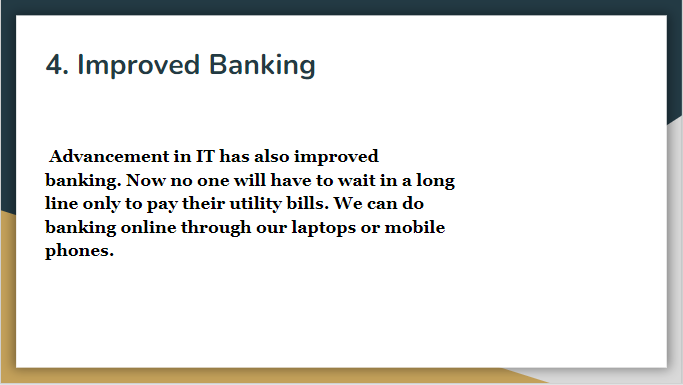 4. Improved Banking
Advancement in IT has also improved
banking. Now no one will have to wait in a long
line only to pay their utility bills. We can do
banking online through our laptops or mobile
phones.